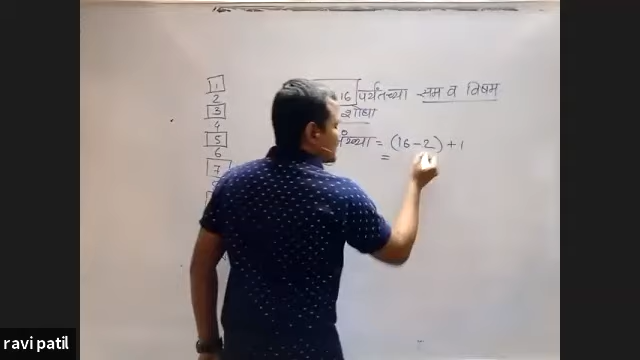 1
2
3
4
5
6
7
16 पर्यंतच्या सम व विषम
शोधा
संख्या = (16-2) + 1
=
ravi patil